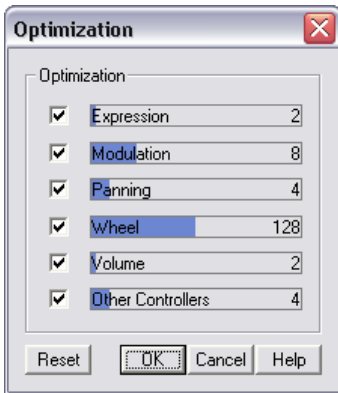 Optimization
Optimization
Expression 2
Modulation 8
Panning 4
Wheel 128
Volume 2
Other Controllers 4
Reset OK Cancel Help